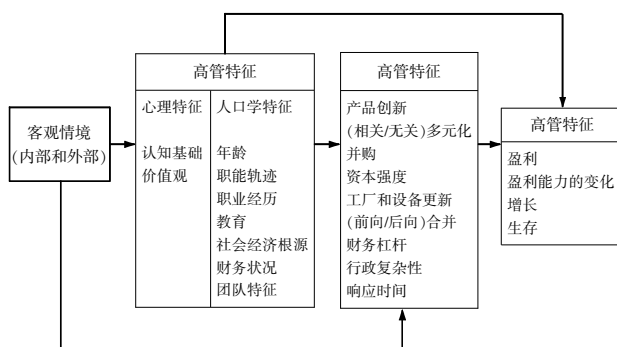 客观情境
(内部和外部)
高管特征
心理特征
认知基础
价值观
人口学特征
年龄
职能轨迹
职业经历
教育
社会经济根源
财务状况
团队特征
高管特征
产品创新
(相关/无关)多元化
并购
资本强度
工厂和设备更新
(前向/后向)合并
财务杠杆
行政复杂性
响应时间
高管特征
盈利
盈利能力的变化
增长
生存